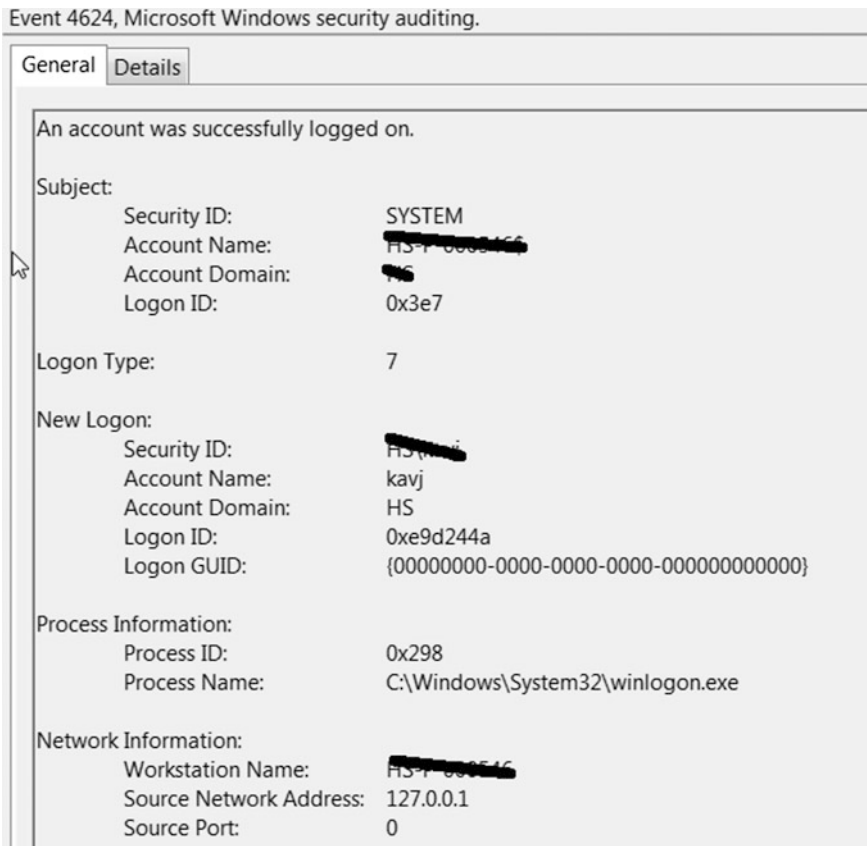 Event 4624, Microsoft Windows security auditing.
General Details
An account was successfully logged on.
Subject:
Security ID: SYSTEM
Account Name:
Account Domain:
Logon ID: 0x3e7
Logon Type: 7
New Logon:
Security ID:
Account Name: kavj
Account Domain: HS
Logon ID: 0xe9d244a
Logon GUID: {00000000-0000-0000-0000-000000000000}
Process Information:
Process ID: 0x298
Process Name: C:\Windows\System32\winlogon.exe
Network Information:
Workstation Name:
Source Network Address: 127.0.0.1
Source Port: 0